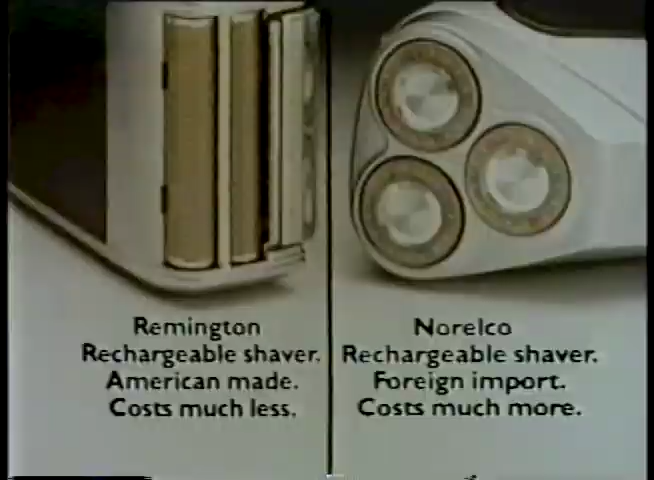 Remington
Rechargeable shaver.
American made.
Costs much less.
Norelco
Rechargeable shaver.
Foreign import.
Costs much more.